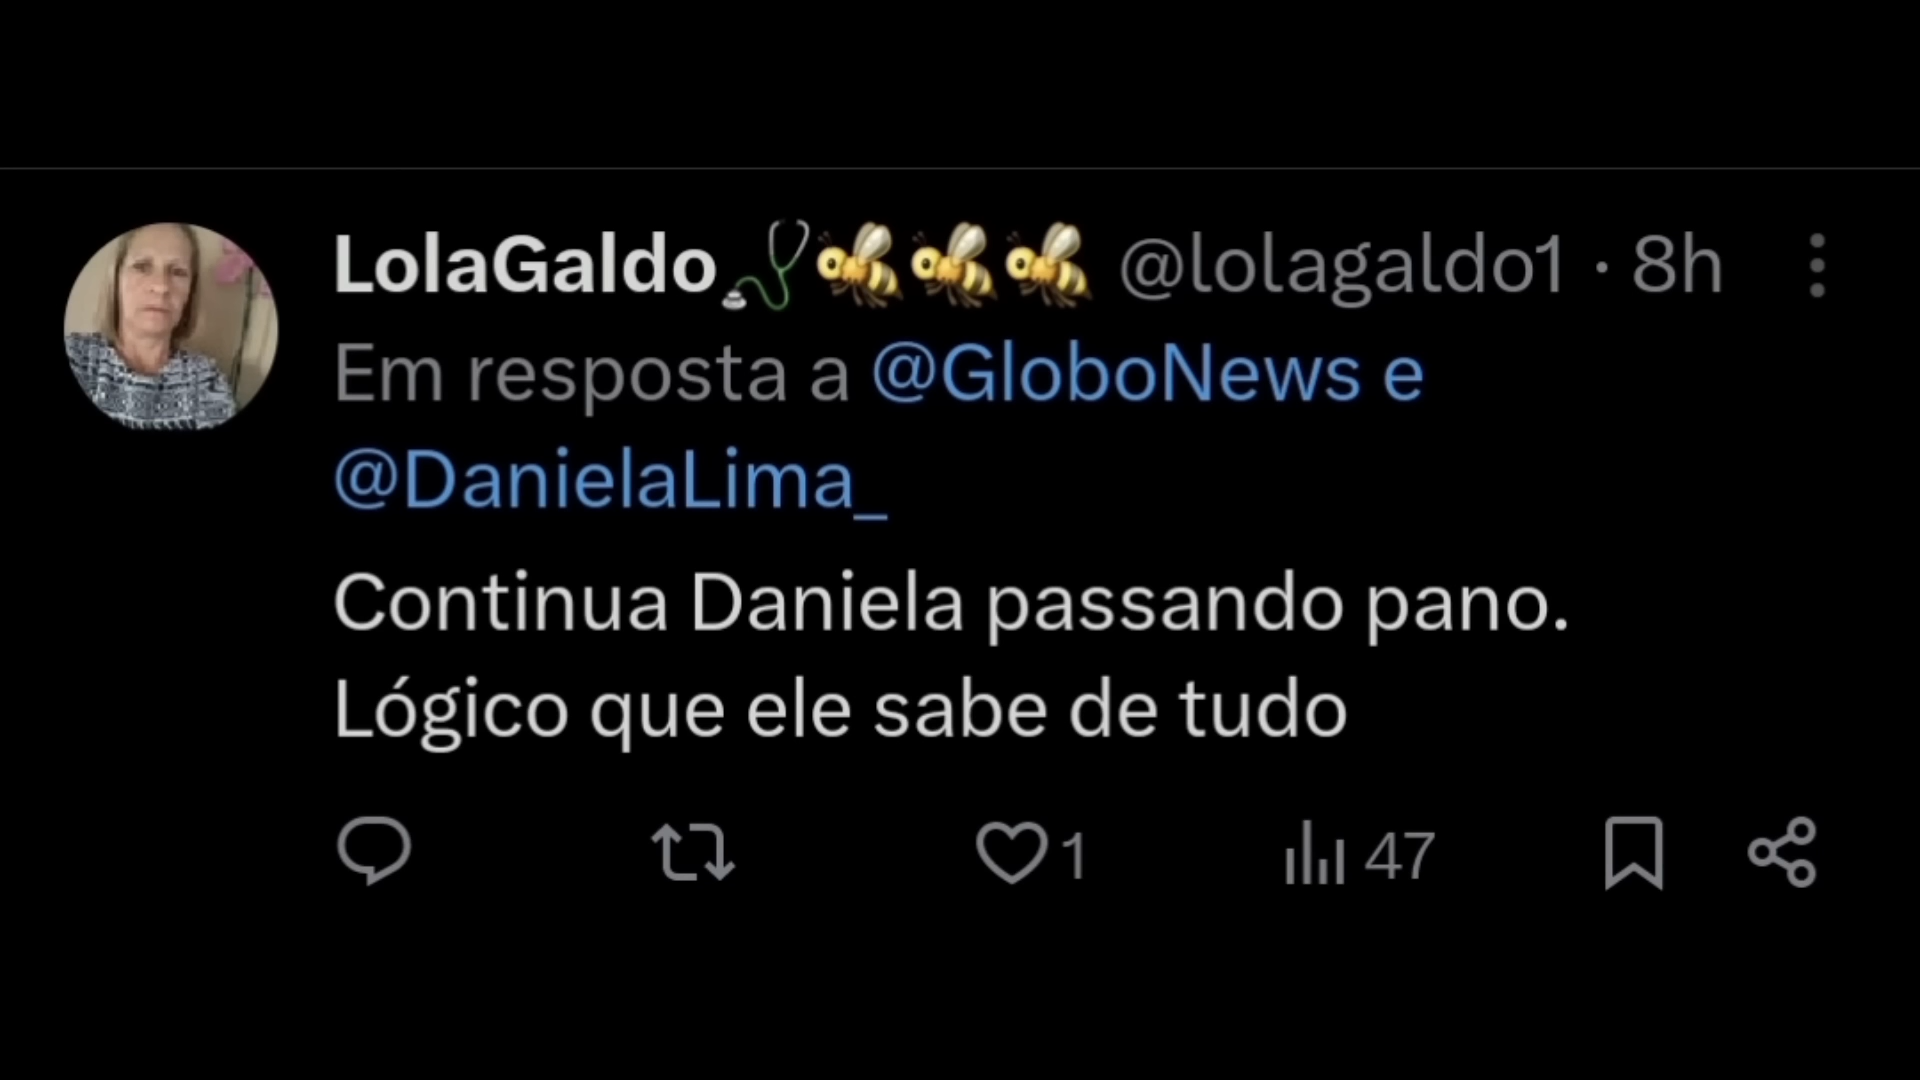 LolaGaldo🩺🐝🐝🐝 @lolagaldo1 · 8h
Em resposta a @GloboNews e
@DanielaLima_
Continua Daniela passando pano.
Lógico que ele sabe de tudo
1 47